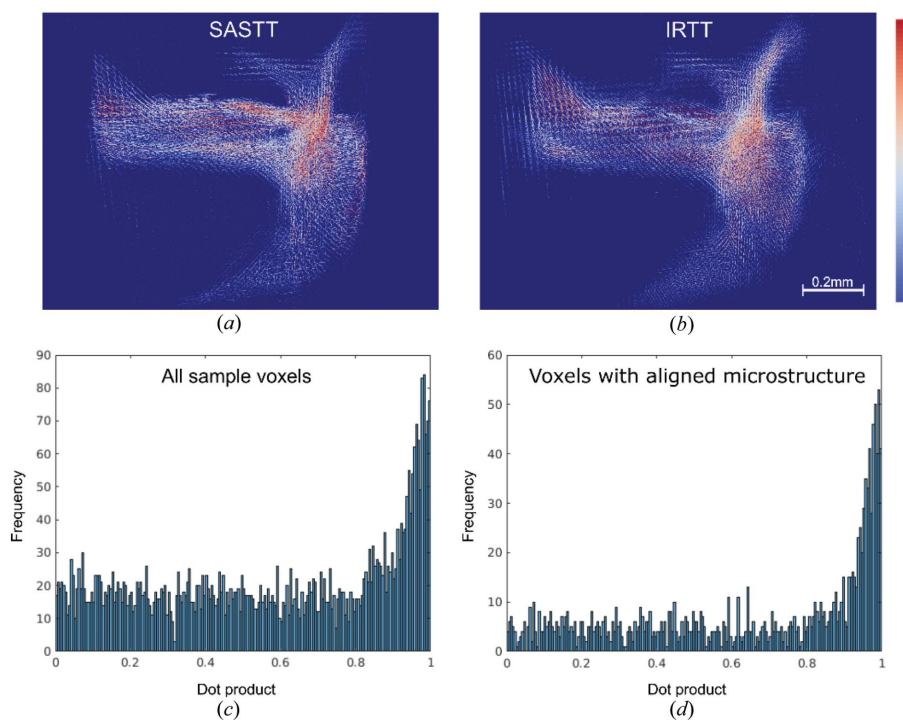 SASTT
IRTT
0.2mm
(a)
(b)
All sample voxels
Voxels with aligned microstructure
Frequency
90
80
70
60
50
40
30
20
10
0
0
0.2
0.4
0.6
0.8
1
Dot product
(c)
Frequency
60
50
40
30
20
10
0
0
0.2
0.4
0.6
0.8
1
Dot product
(d)